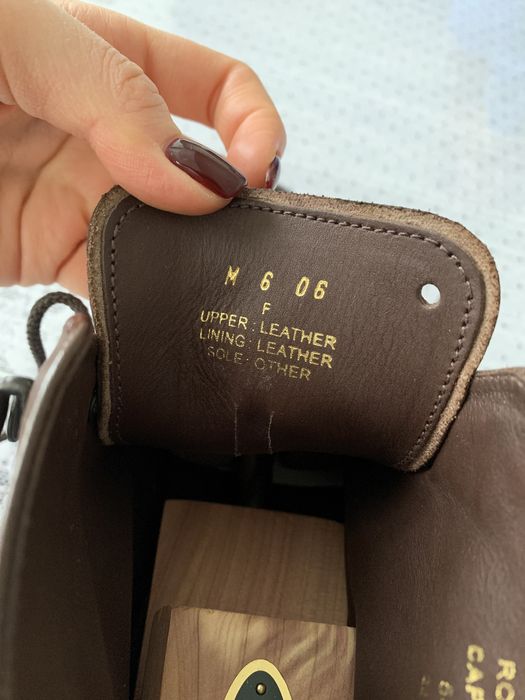 M 6 06
F
UPPER: LEATHER
LINING: LEATHER
SOLE: OTHER